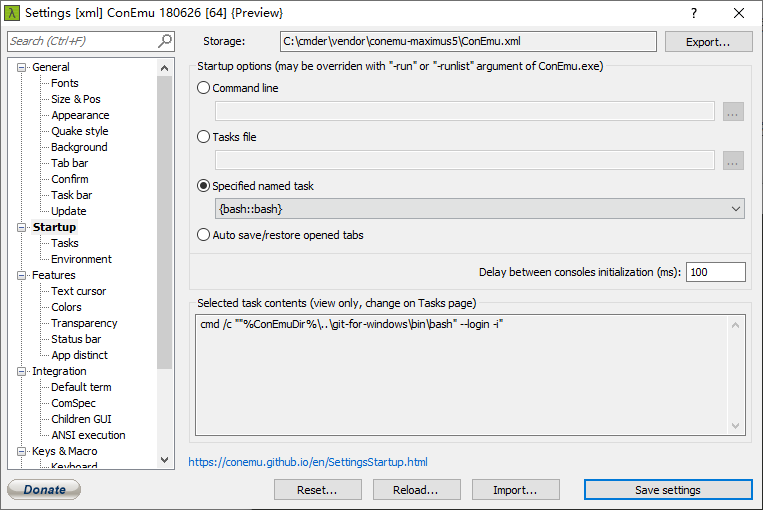 Settings [xml] ConEmu 180626 [64] {Preview}
Search (Ctrl+F)
Storage:
C:\cmder\vendor\conemu-maximus5\ConEmu.xml
Export...
General
Fonts
Size & Pos
Appearance
Quake style
Background
Tab bar
Confirm
Task bar
Update
Startup
Tasks
Environment
Features
Text cursor
Colors
Transparency
Status bar
App distinct
Integration
Default term
ComSpec
Children GUI
ANSI execution
Keys & Macro
Keyboard
Startup options (may be overriden with "-run" or "-runlist" argument of ConEmu.exe)
Command line
...
Tasks file
...
Specified named task
{bash::bash}
Auto save/restore opened tabs
Delay between consoles initialization (ms):
100
Selected task contents (view only, change on Tasks page)
cmd /c ""%ConEmuDir%\..\git-for-windows\bin\bash" --login -i"
https://conemu.github.io/en/SettingsStartup.html
Donate
Reset...
Reload...
Import...
Save settings